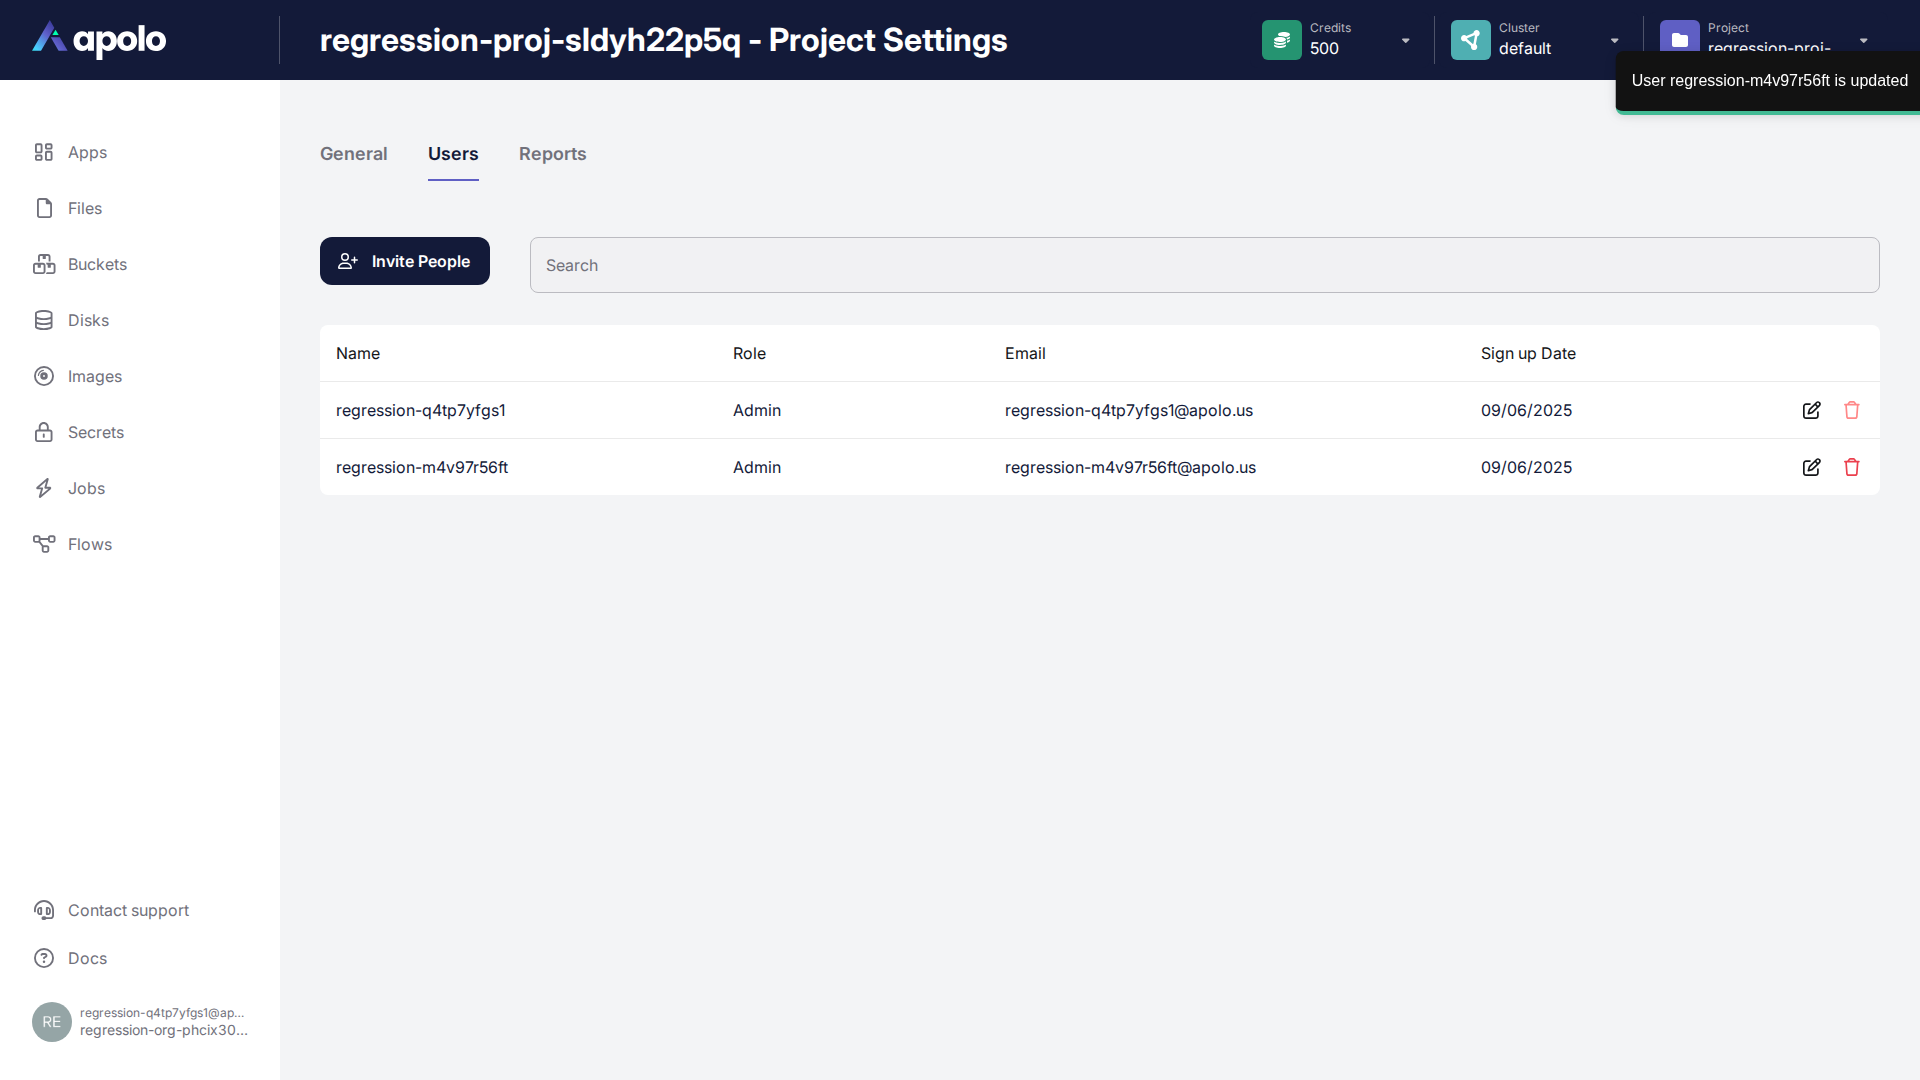 apolo
regression-proj-sldyh22p5q - Project Settings
Credits
500
Cluster
default
Project
regression-proj-
User regression-m4v97r56ft is updated
Apps
Files
Buckets
Disks
Images
Secrets
Jobs
Flows
General
Users
Reports
Invite People
Search
Name
Role
Email
Sign up Date
regression-q4tp7yfgs1
Admin
regression-q4tp7yfgs1@apolo.us
09/06/2025
regression-m4v97r56ft
Admin
regression-m4v97r56ft@apolo.us
09/06/2025
Contact support
Docs
RE
regression-q4tp7yfgs1@ap...
regression-org-phcix30...